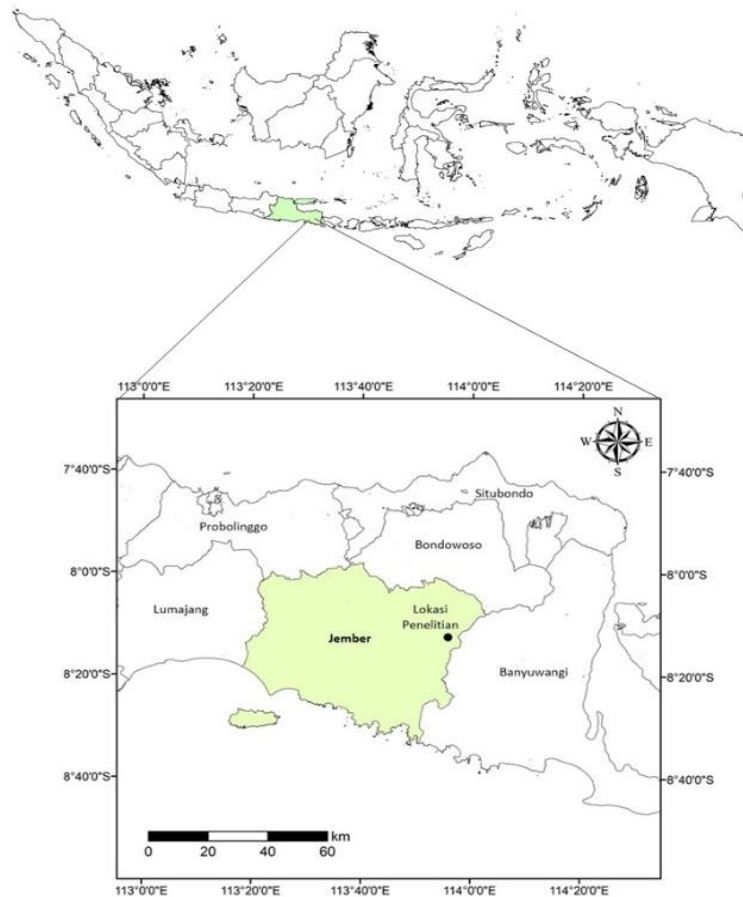 113°0'0"E 113°20'0"E 113°40'0"E 114°0'0"E 114°20'0"E
N
W E
S
7°40'0"S 7°40'0"S
Situbondo
Probolinggo
Bondowoso
8°0'0"S 8°0'0"S
Lumajang
Lokasi
Penelitian
Jember
8°20'0"S 8°20'0"S
Banyuwangi
8°40'0"S 8°40'0"S
km
0 20 40 60
113°0'0"E 113°20'0"E 113°40'0"E 114°0'0"E 114°20'0"E